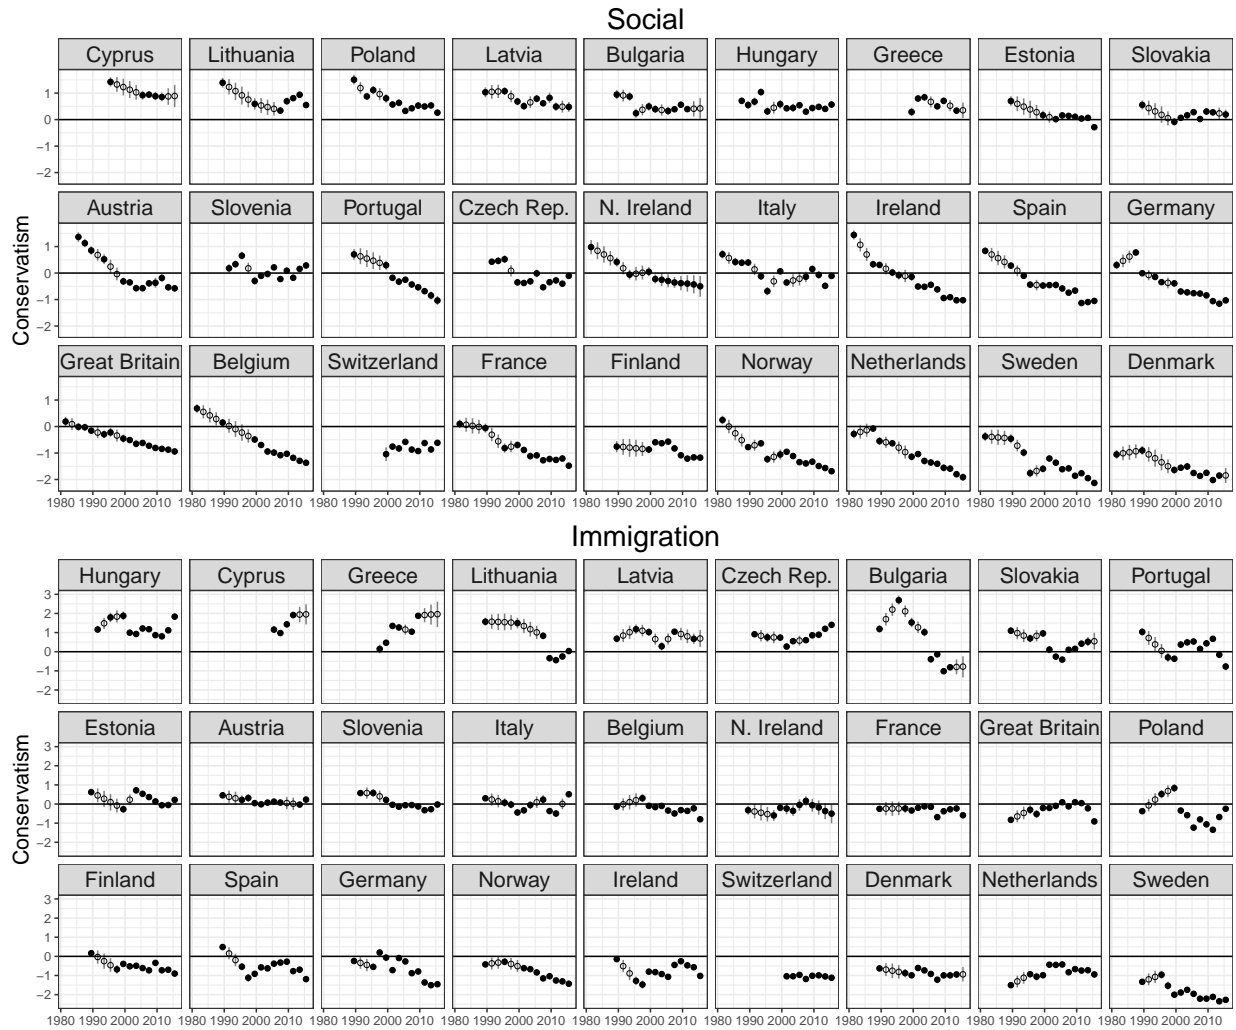 Social
Cyprus Lithuania Poland Latvia Bulgaria Hungary Greece Estonia Slovakia
1
0
−1
−2
Austria Slovenia Portugal Czech Rep. N. Ireland Italy Ireland Spain Germany
1
0
−1
−2
Conservatism
Great Britain Belgium Switzerland France Finland Norway Netherlands Sweden Denmark
1
0
−1
−2
1980 1990 2000 2010 1980 1990 2000 2010 1980 1990 2000 2010 1980 1990 2000 2010 1980 1990 2000 2010 1980 1990 2000 2010 1980 1990 2000 2010 1980 1990 2000 2010 1980 1990 2000 2010
Immigration
Hungary Cyprus Greece Lithuania Latvia Czech Rep. Bulgaria Slovakia Portugal
3
2
1
0
−1
−2
Estonia Austria Slovenia Italy Belgium N. Ireland France Great Britain Poland
3
2
1
0
−1
−2
Conservatism
Finland Spain Germany Norway Ireland Switzerland Denmark Netherlands Sweden
3
2
1
0
−1
−2
1980 1990 2000 2010 1980 1990 2000 2010 1980 1990 2000 2010 1980 1990 2000 2010 1980 1990 2000 2010 1980 1990 2000 2010 1980 1990 2000 2010 1980 1990 2000 2010 1980 1990 2000 2010